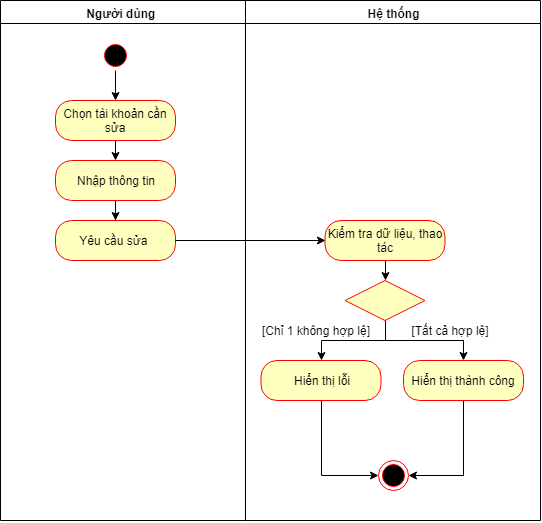 Người dùng
Hệ thống
Chọn tài khoản cần
sửa
Nhập thông tin
Yêu cầu sửa
Kiểm tra dữ liệu, thao
tác
[Chỉ 1 không hợp lệ]
[Tất cả hợp lệ]
Hiển thị lỗi
Hiển thị thành công